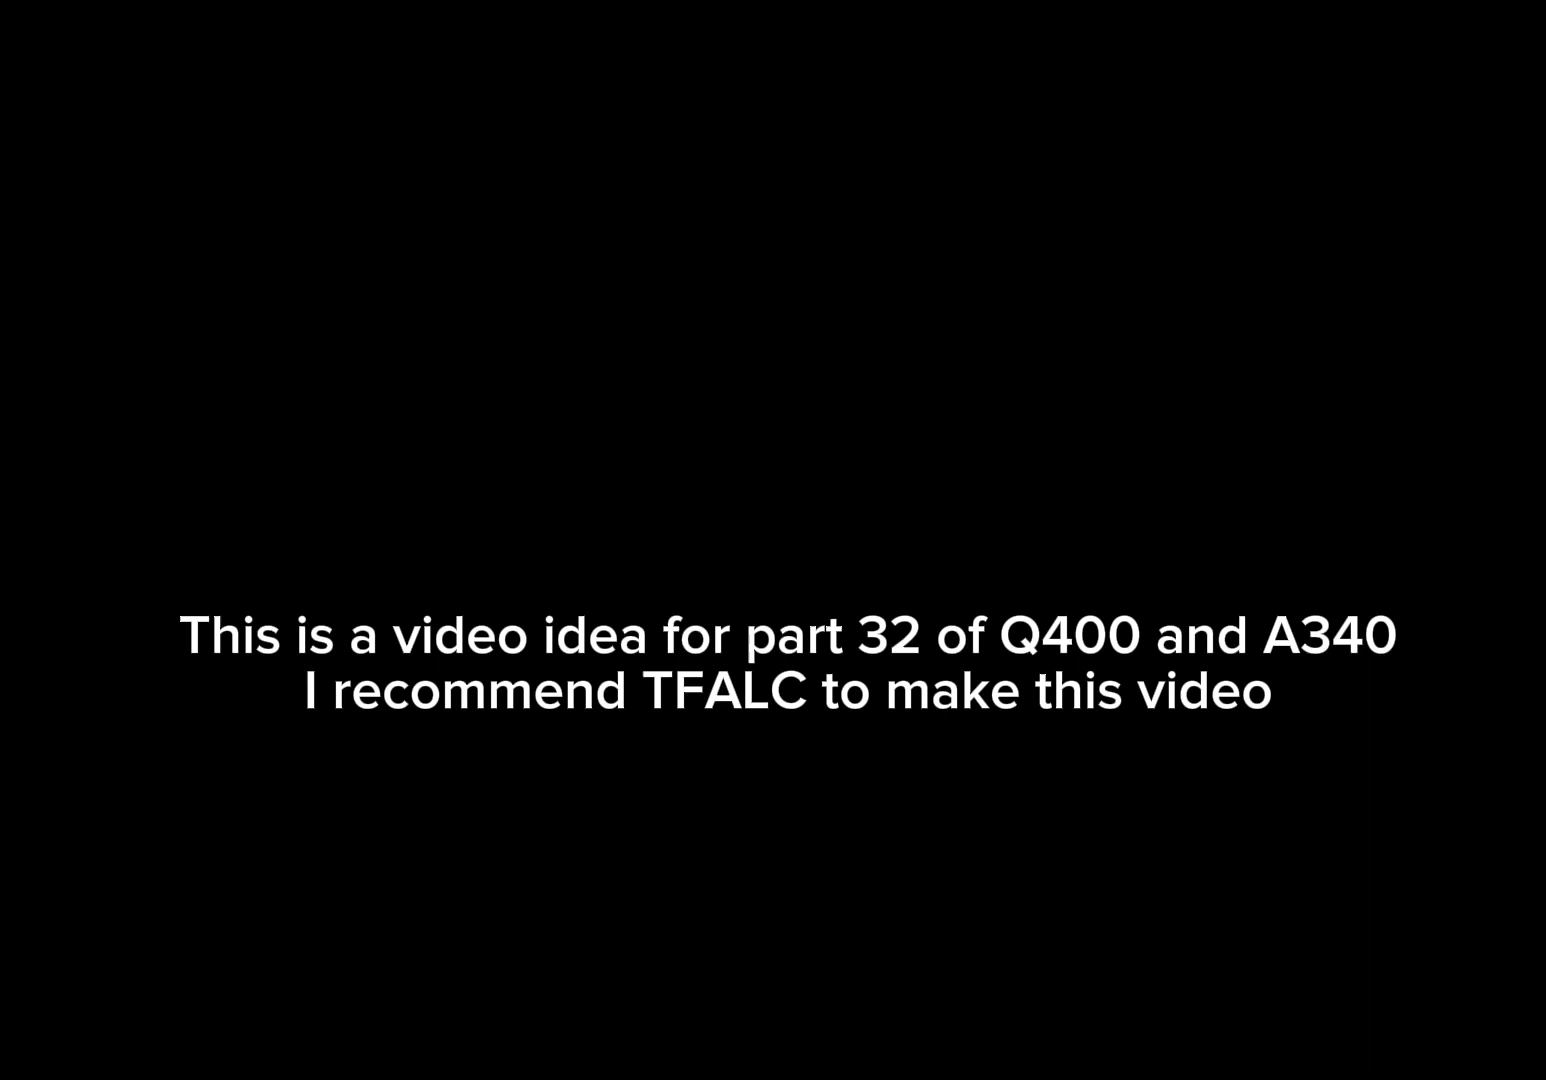 This is a video idea for part 32 of Q400 and A340
I recommend TFALC to make this video